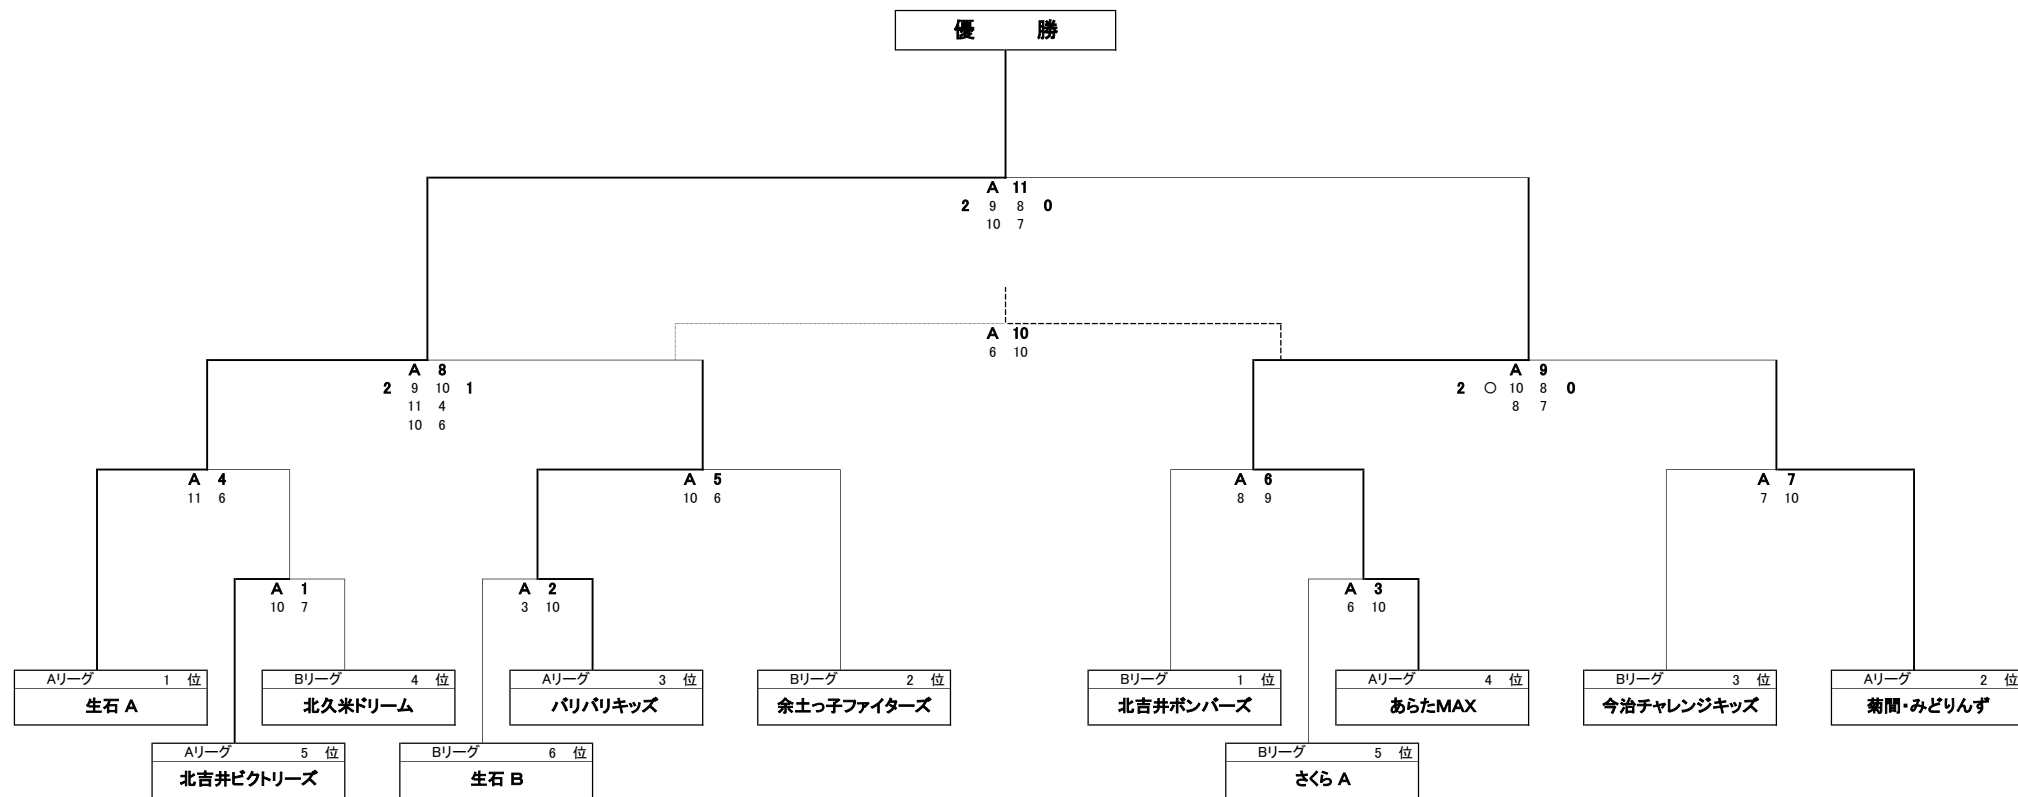 優 勝
A 11
2 9 8 0
10 7
A 10
6 10
A 8
2 9 10 1
11 4
10 6
A 9
2 ○ 10 8 0
8 7
A 4
11 6
A 5
10 6
A 6
8 9
A 7
7 10
A 1
10 7
A 2
3 10
A 3
6 10
Aリーグ 1 位
生石 A
Bリーグ 4 位
北久米ドリーム
Aリーグ 3 位
バリバリキッズ
Bリーグ 2 位
余土っ子ファイターズ
Bリーグ 1 位
北吉井ボンバーズ
Aリーグ 4 位
あらたMAX
Bリーグ 3 位
今治チャレンジキッズ
Aリーグ 2 位
菊間・みどりんず
Aリーグ 5 位
北吉井ビクトリーズ
Bリーグ 6 位
生石 B
Bリーグ 5 位
さくら A